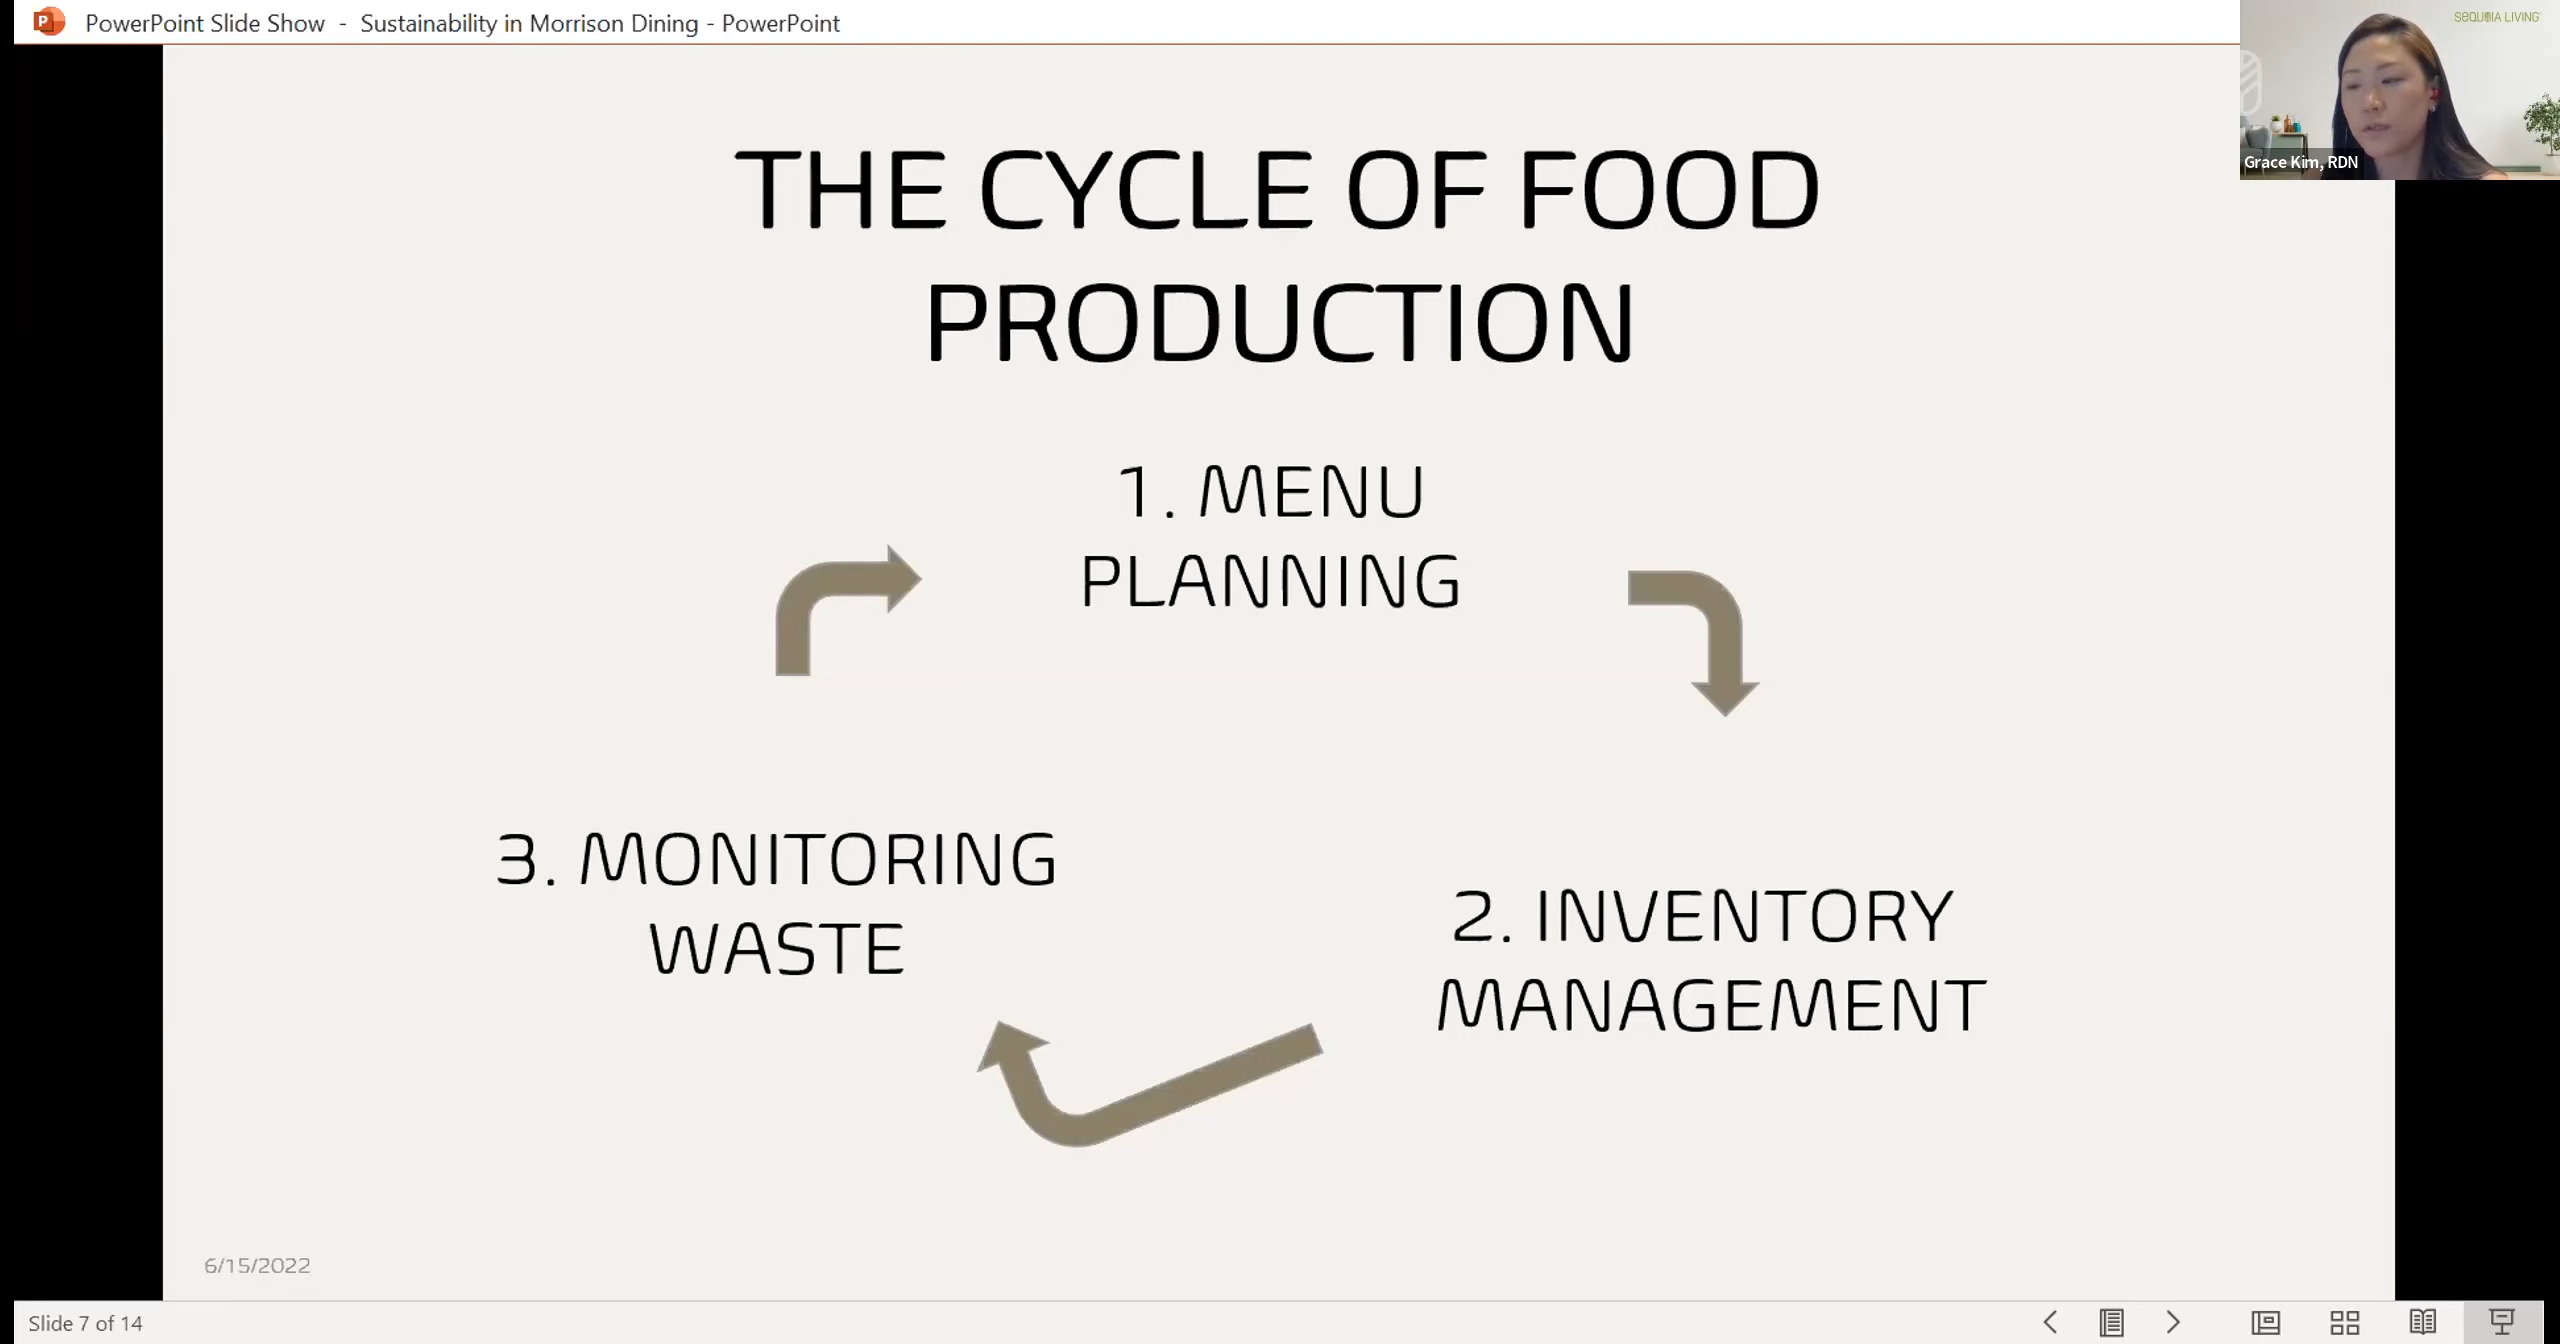 PowerPoint Slide Show - Sustainability in Morrison Dining - PowerPoint
SEQUOIA LIVING
Grace Kim, RDN
THE CYCLE OF FOOD
PRODUCTION
1. MENU
PLANNING
2. INVENTORY
MANAGEMENT
3. MONITORING
WASTE
6/15/2022
Slide 7 of 14